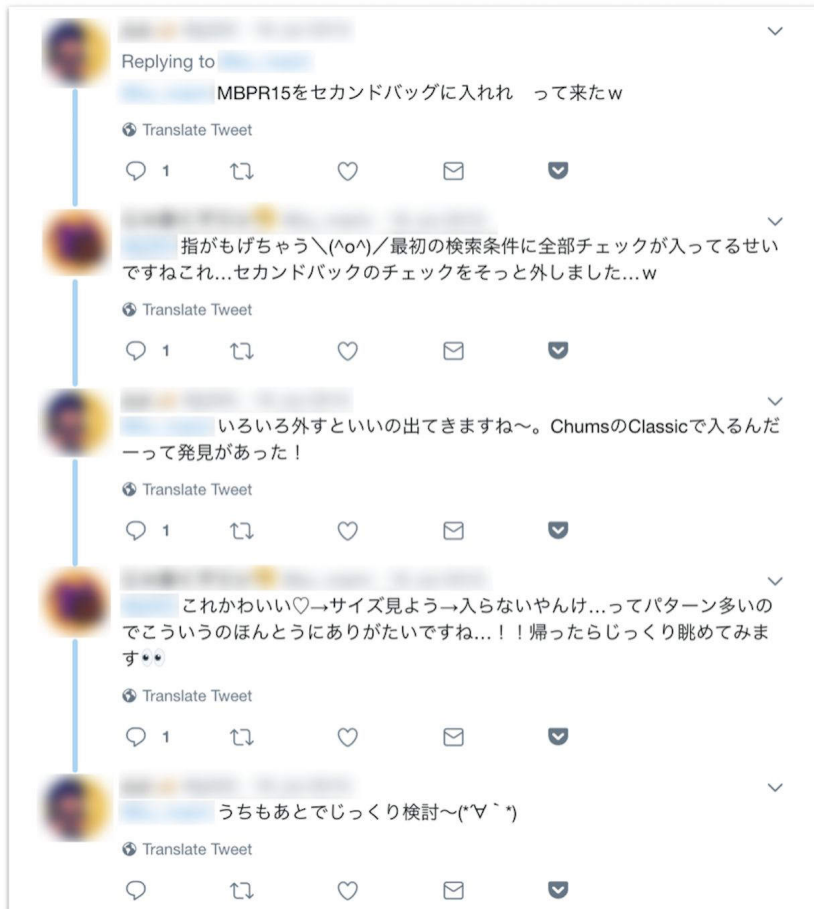 Replying to
MBPR15をセカンドバッグに入れれ　って来たｗ
Translate Tweet
1
指がもげちゃう＼(^o^)／最初の検索条件に全部チェックが入ってるせい
ですねこれ…セカンドバックのチェックをそっと外しました…ｗ
Translate Tweet
1
いろいろ外すといいの出てきますね〜。ChumsのClassicで入るんだ
ーって発見があった！
Translate Tweet
1
これかわいい♡→サイズ見よう→入らないやんけ…ってパターン多いの
でこういうのほんとうにありがたいですね…！！帰ったらじっくり眺めてみま
す👀
Translate Tweet
1
うちもあとでじっくり検討〜(*´∀｀*)
Translate Tweet